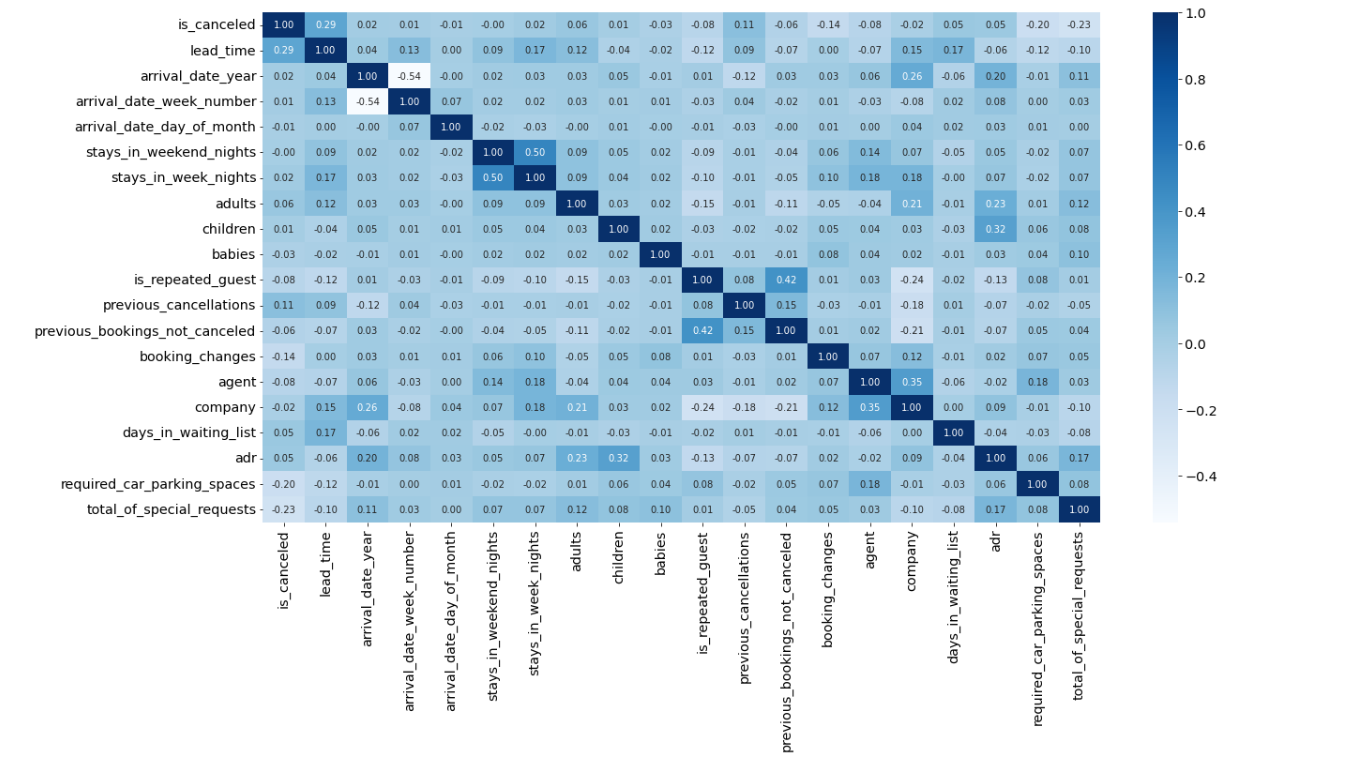 is_canceled 1.00 0.29 0.02 0.01 -0.01 -0.00 0.02 0.06 0.01 -0.03 -0.08 0.11 -0.06 -0.14 -0.08 -0.02 0.05 0.05 -0.20 -0.23
lead_time 0.29 1.00 0.04 0.13 0.00 0.09 0.17 0.12 -0.04 -0.02 -0.12 0.09 -0.07 0.00 -0.07 0.15 0.17 -0.06 -0.12 -0.10
arrival_date_year 0.02 0.04 1.00 -0.54 -0.00 0.02 0.03 0.03 0.05 -0.01 0.01 -0.12 0.03 0.03 0.06 0.26 -0.06 0.20 -0.01 0.11
arrival_date_week_number 0.01 0.13 -0.54 1.00 0.07 0.02 0.02 0.03 0.01 0.01 -0.03 0.04 -0.02 0.01 -0.03 -0.08 0.02 0.08 0.00 0.03
arrival_date_day_of_month -0.01 0.00 -0.00 0.07 1.00 -0.02 -0.03 -0.00 0.01 -0.00 -0.01 -0.03 -0.00 0.01 0.00 0.04 0.02 0.03 0.01 0.00
stays_in_weekend_nights -0.00 0.09 0.02 0.02 -0.02 1.00 0.50 0.09 0.05 0.02 -0.09 -0.01 -0.04 0.06 0.14 0.07 -0.05 0.05 -0.02 0.07
stays_in_week_nights 0.02 0.17 0.03 0.02 -0.03 0.50 1.00 0.09 0.04 0.02 -0.10 -0.01 -0.05 0.10 0.18 0.18 -0.00 0.07 -0.02 0.07
adults 0.06 0.12 0.03 0.03 -0.00 0.09 0.09 1.00 0.03 0.02 -0.15 -0.01 -0.11 -0.05 -0.04 0.21 -0.01 0.23 0.01 0.12
children 0.01 -0.04 0.05 0.01 0.01 0.05 0.04 0.03 1.00 0.02 -0.03 -0.02 -0.02 0.05 0.04 0.03 -0.03 0.32 0.06 0.08
babies -0.03 -0.02 -0.01 0.01 -0.00 0.02 0.02 0.02 0.02 1.00 -0.01 -0.01 -0.01 0.08 0.04 0.02 -0.01 0.03 0.04 0.10
is_repeated_guest -0.08 -0.12 0.01 -0.03 -0.01 -0.09 -0.10 -0.15 -0.03 -0.01 1.00 0.08 0.42 0.01 0.03 -0.24 -0.02 -0.13 0.08 0.01
previous_cancellations 0.11 0.09 -0.12 0.04 -0.03 -0.01 -0.01 -0.01 -0.02 -0.01 0.08 1.00 0.15 -0.03 -0.01 -0.18 0.01 -0.07 -0.02 -0.05
previous_bookings_not_canceled -0.06 -0.07 0.03 -0.02 -0.00 -0.04 -0.05 -0.11 -0.02 -0.01 0.42 0.15 1.00 0.01 0.02 -0.21 -0.01 -0.07 0.05 0.04
booking_changes -0.14 0.00 0.03 0.01 0.01 0.06 0.10 -0.05 0.05 0.08 0.01 -0.03 0.01 1.00 0.07 0.12 -0.01 0.02 0.07 0.05
agent -0.08 -0.07 0.06 -0.03 0.00 0.14 0.18 -0.04 0.04 0.04 0.03 -0.01 0.02 0.07 1.00 0.35 -0.06 -0.02 0.18 0.03
company -0.02 0.15 0.26 -0.08 0.04 0.07 0.18 0.21 0.03 0.02 -0.24 -0.18 -0.21 0.12 0.35 1.00 0.00 0.09 -0.01 -0.10
days_in_waiting_list 0.05 0.17 -0.06 0.02 0.02 -0.05 -0.00 -0.01 -0.03 -0.01 -0.02 0.01 -0.01 -0.01 -0.06 0.00 1.00 -0.04 -0.03 -0.08
adr 0.05 -0.06 0.20 0.08 0.03 0.05 0.07 0.23 0.32 0.03 -0.13 -0.07 -0.07 0.02 -0.02 0.09 -0.04 1.00 0.06 0.17
required_car_parking_spaces -0.20 -0.12 -0.01 0.00 0.01 -0.02 -0.02 0.01 0.06 0.04 0.08 -0.02 0.05 0.07 0.18 -0.01 -0.03 0.06 1.00 0.08
total_of_special_requests -0.23 -0.10 0.11 0.03 0.00 0.07 0.07 0.12 0.08 0.10 0.01 -0.05 0.04 0.05 0.03 -0.10 -0.08 0.17 0.08 1.00
is_canceled
lead_time
arrival_date_year
arrival_date_week_number
arrival_date_day_of_month
stays_in_weekend_nights
stays_in_week_nights
adults
children
babies
is_repeated_guest
previous_cancellations
previous_bookings_not_canceled
booking_changes
agent
company
days_in_waiting_list
adr
required_car_parking_spaces
total_of_special_requests
1.0
0.8
0.6
0.4
0.2
0.0
−0.2
−0.4